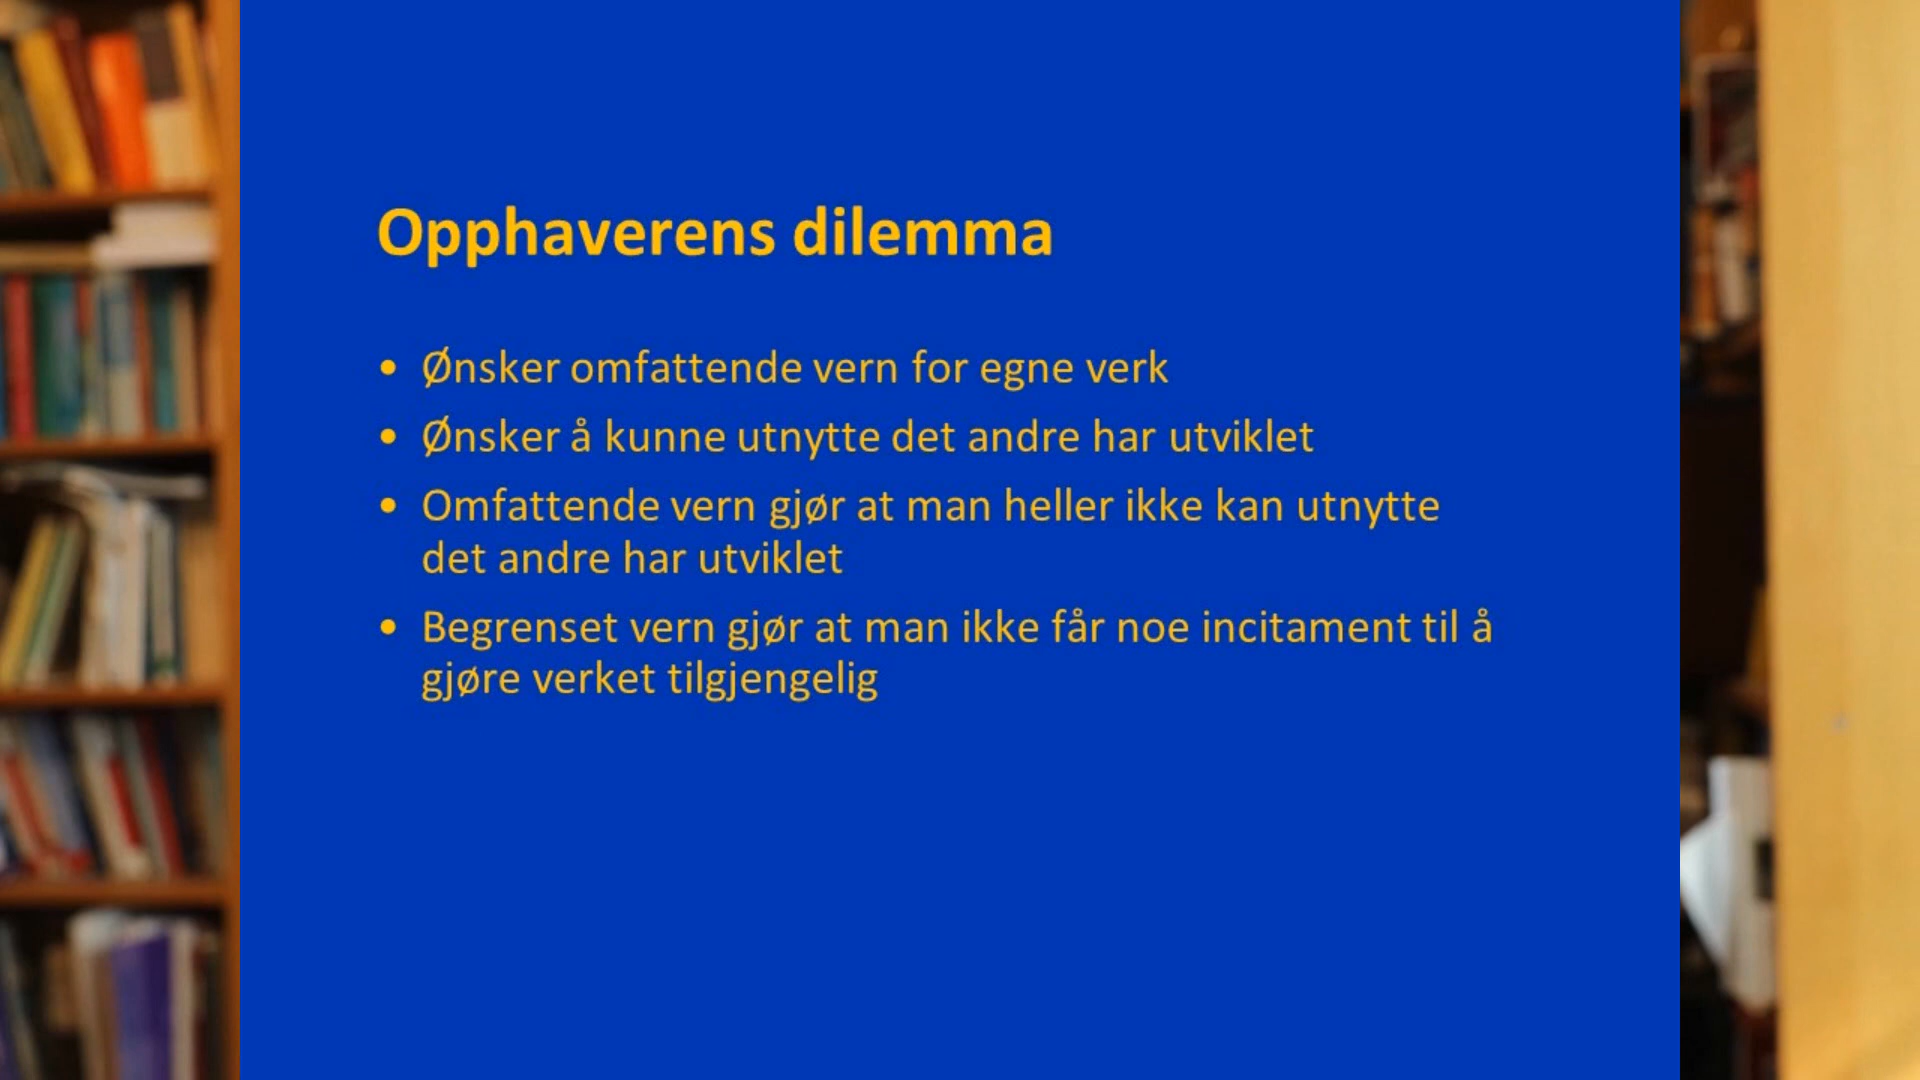 Opphaverens dilemma
• Ønsker omfattende vern for egne verk
• Ønsker å kunne utnytte det andre har utviklet
• Omfattende vern gjør at man heller ikke kan utnytte
det andre har utviklet
• Begrenset vern gjør at man ikke får noe incitament til å
gjøre verket tilgjengelig